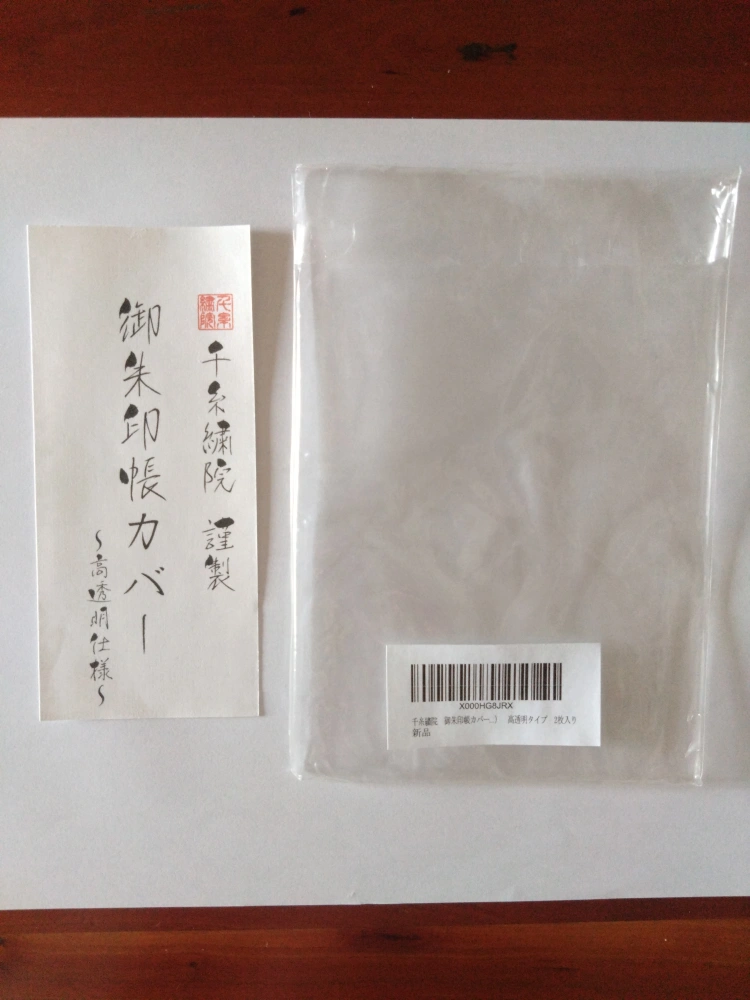 千糸繍院 謹製
御朱印帳カバー
~高透明仕様~
X000HG8JRX
千糸繍院 御朱印帳カバー...) 高透明タイプ 2枚入り
新品